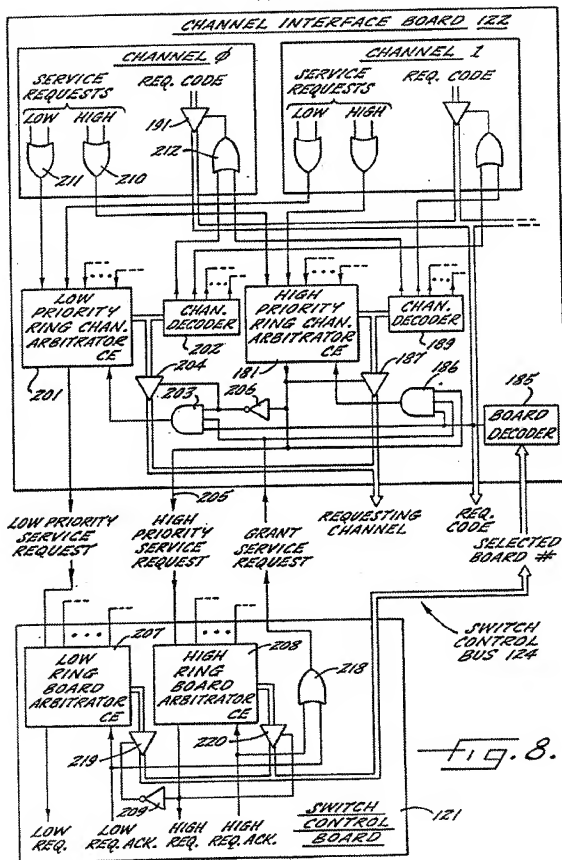 CHANNEL INTERFACE BOARD 122
CHANNEL Ø
SERVICE
REQUESTS
LOW
HIGH
REQ. CODE
191
212
211
210
CHANNEL 1
SERVICE
REQUESTS
LOW
HIGH
REQ. CODE
LOW
PRIORITY
RING CHAN.
ARBITRATOR
CE
201
CHAN.
DECODER
202
HIGH
PRIORITY
RING CHAN.
ARBITRATOR
CE
181
CHAN.
DECODER
189
204
203
206
187
186
185
BOARD
DECODER
205
LOW PRIORITY
SERVICE
REQUEST
HIGH
PRIORITY
SERVICE
REQUEST
GRANT
SERVICE
REQUEST
REQUESTING
CHANNEL
REQ.
CODE
SELECTED
BOARD #
SWITCH
CONTROL
BUS 124
207
LOW
RING
BOARD
ARBITRATOR
CE
208
HIGH
RING
BOARD
ARBITRATOR
CE
218
219
220
209
SWITCH
CONTROL
BOARD
121
LOW
REQ.
LOW
REQ. ACK.
HIGH
REQ.
HIGH
REQ. ACK.
Fig. 8.